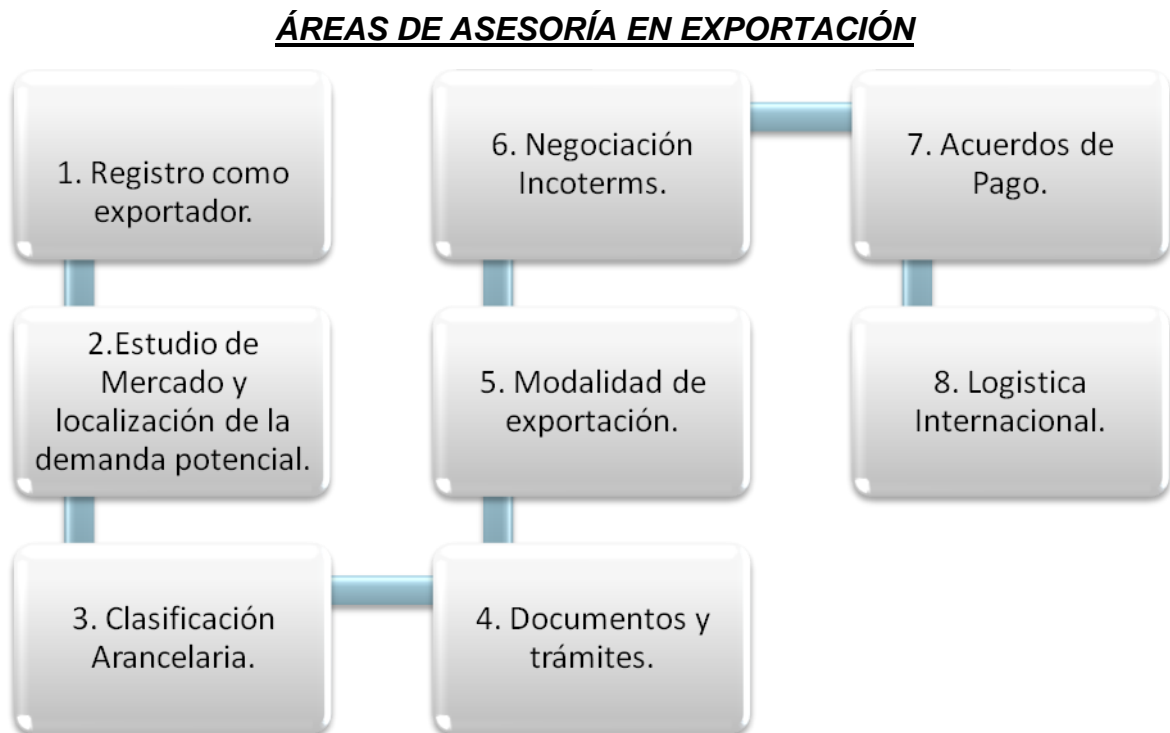 ÁREAS DE ASESORÍA EN EXPORTACIÓN
1. Registro como
exportador.
2.Estudio de
Mercado y
localización de la
demanda potencial.
3. Clasificación
Arancelaria.
4. Documentos y
trámites.
5. Modalidad de
exportación.
6. Negociación
Incoterms.
7. Acuerdos de
Pago.
8. Logistica
Internacional.